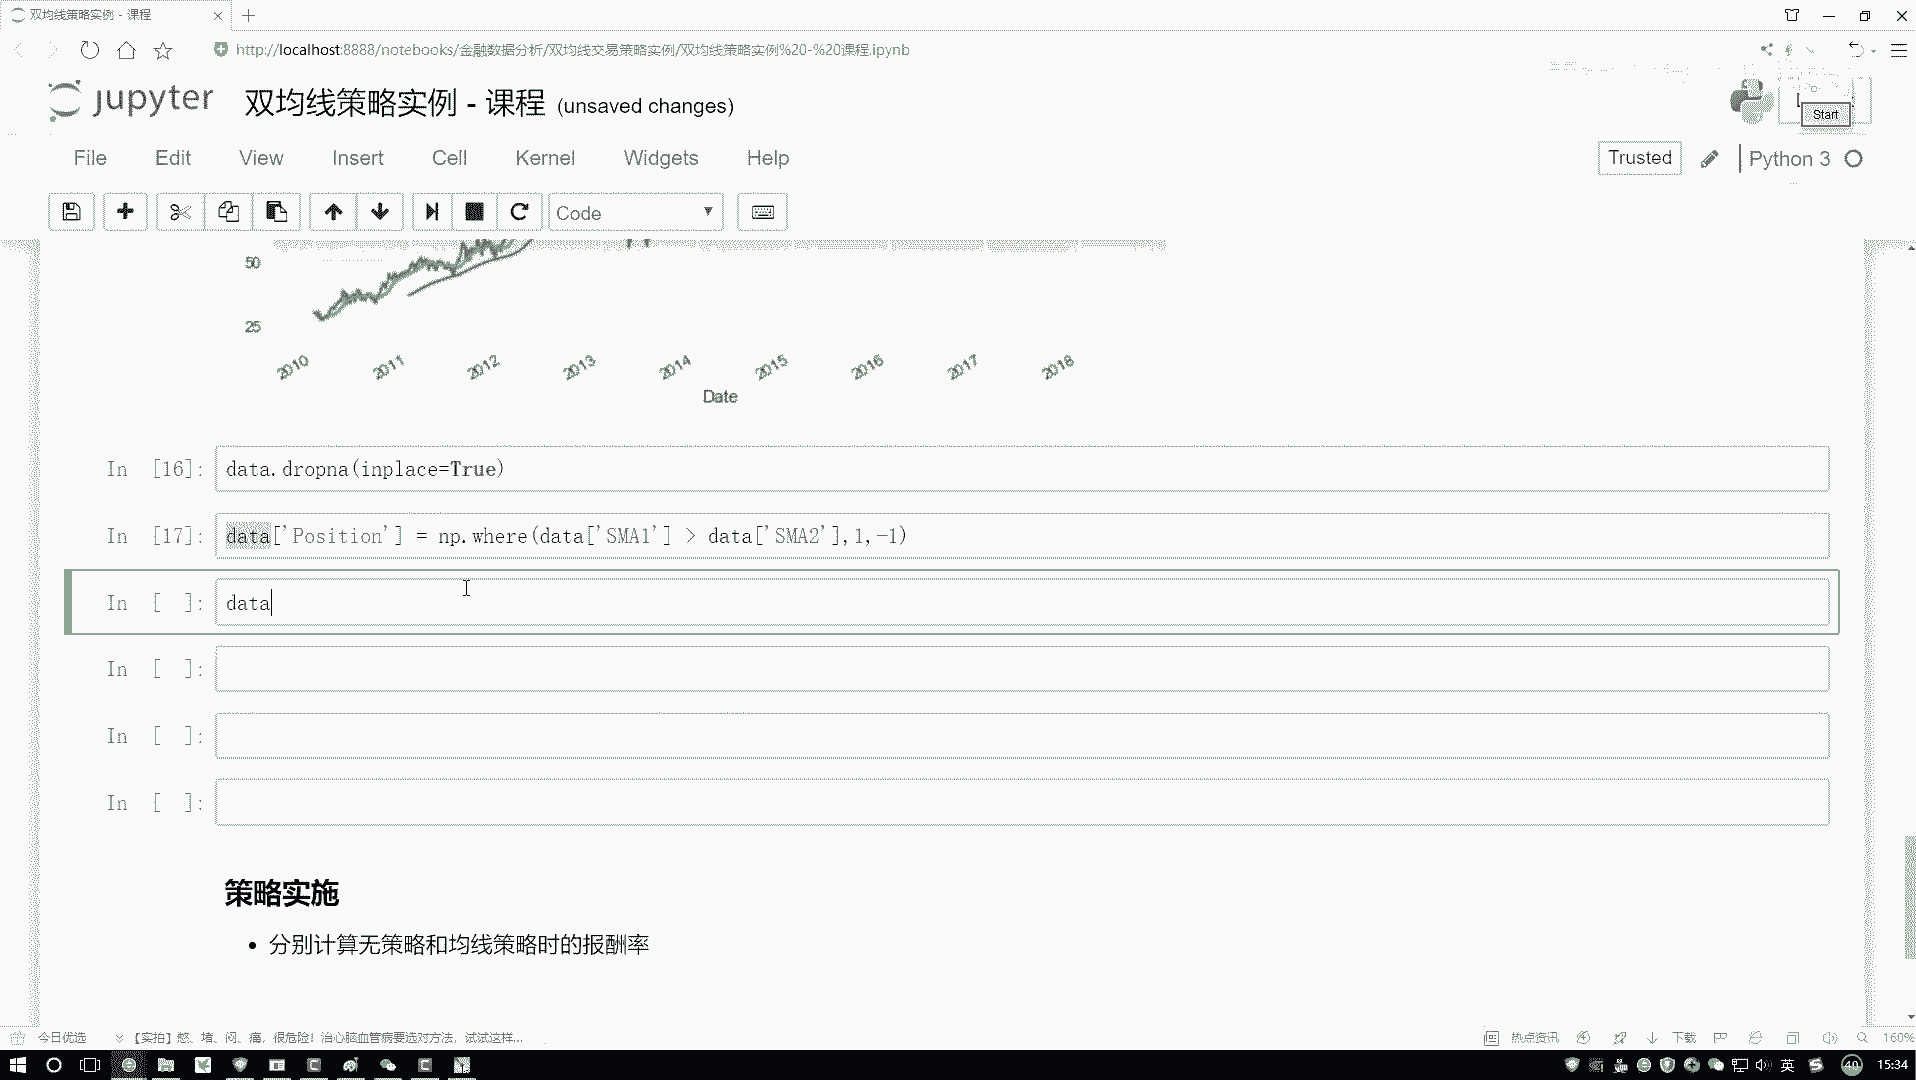 双均线策略实例 - 课程
http://localhost:8888/notebooks/金融数据分析/双均线交易策略实例/双均线策略实例%20-%20课程.ipynb
jupyter 双均线策略实例 - 课程 (unsaved changes)
Start
File Edit View Insert Cell Kernel Widgets Help
Trusted Python 3
Code
50
25
2010 2011 2012 2013 2014 2015 2016 2017 2018
Date
In [16]: data.dropna(inplace=True)
In [17]: data['Position'] = np.where(data['SMA1'] > data['SMA2'],1,-1)
In [ ]: data
In [ ]:
In [ ]:
In [ ]:
策略实施
• 分别计算无策略和均线策略时的报酬率
今日优选 【实拍】憋、堵、闷、痛，很危险！治心脑血管病要选对方法，试试这样...
热点资讯 下载 160%
英 40 15:34